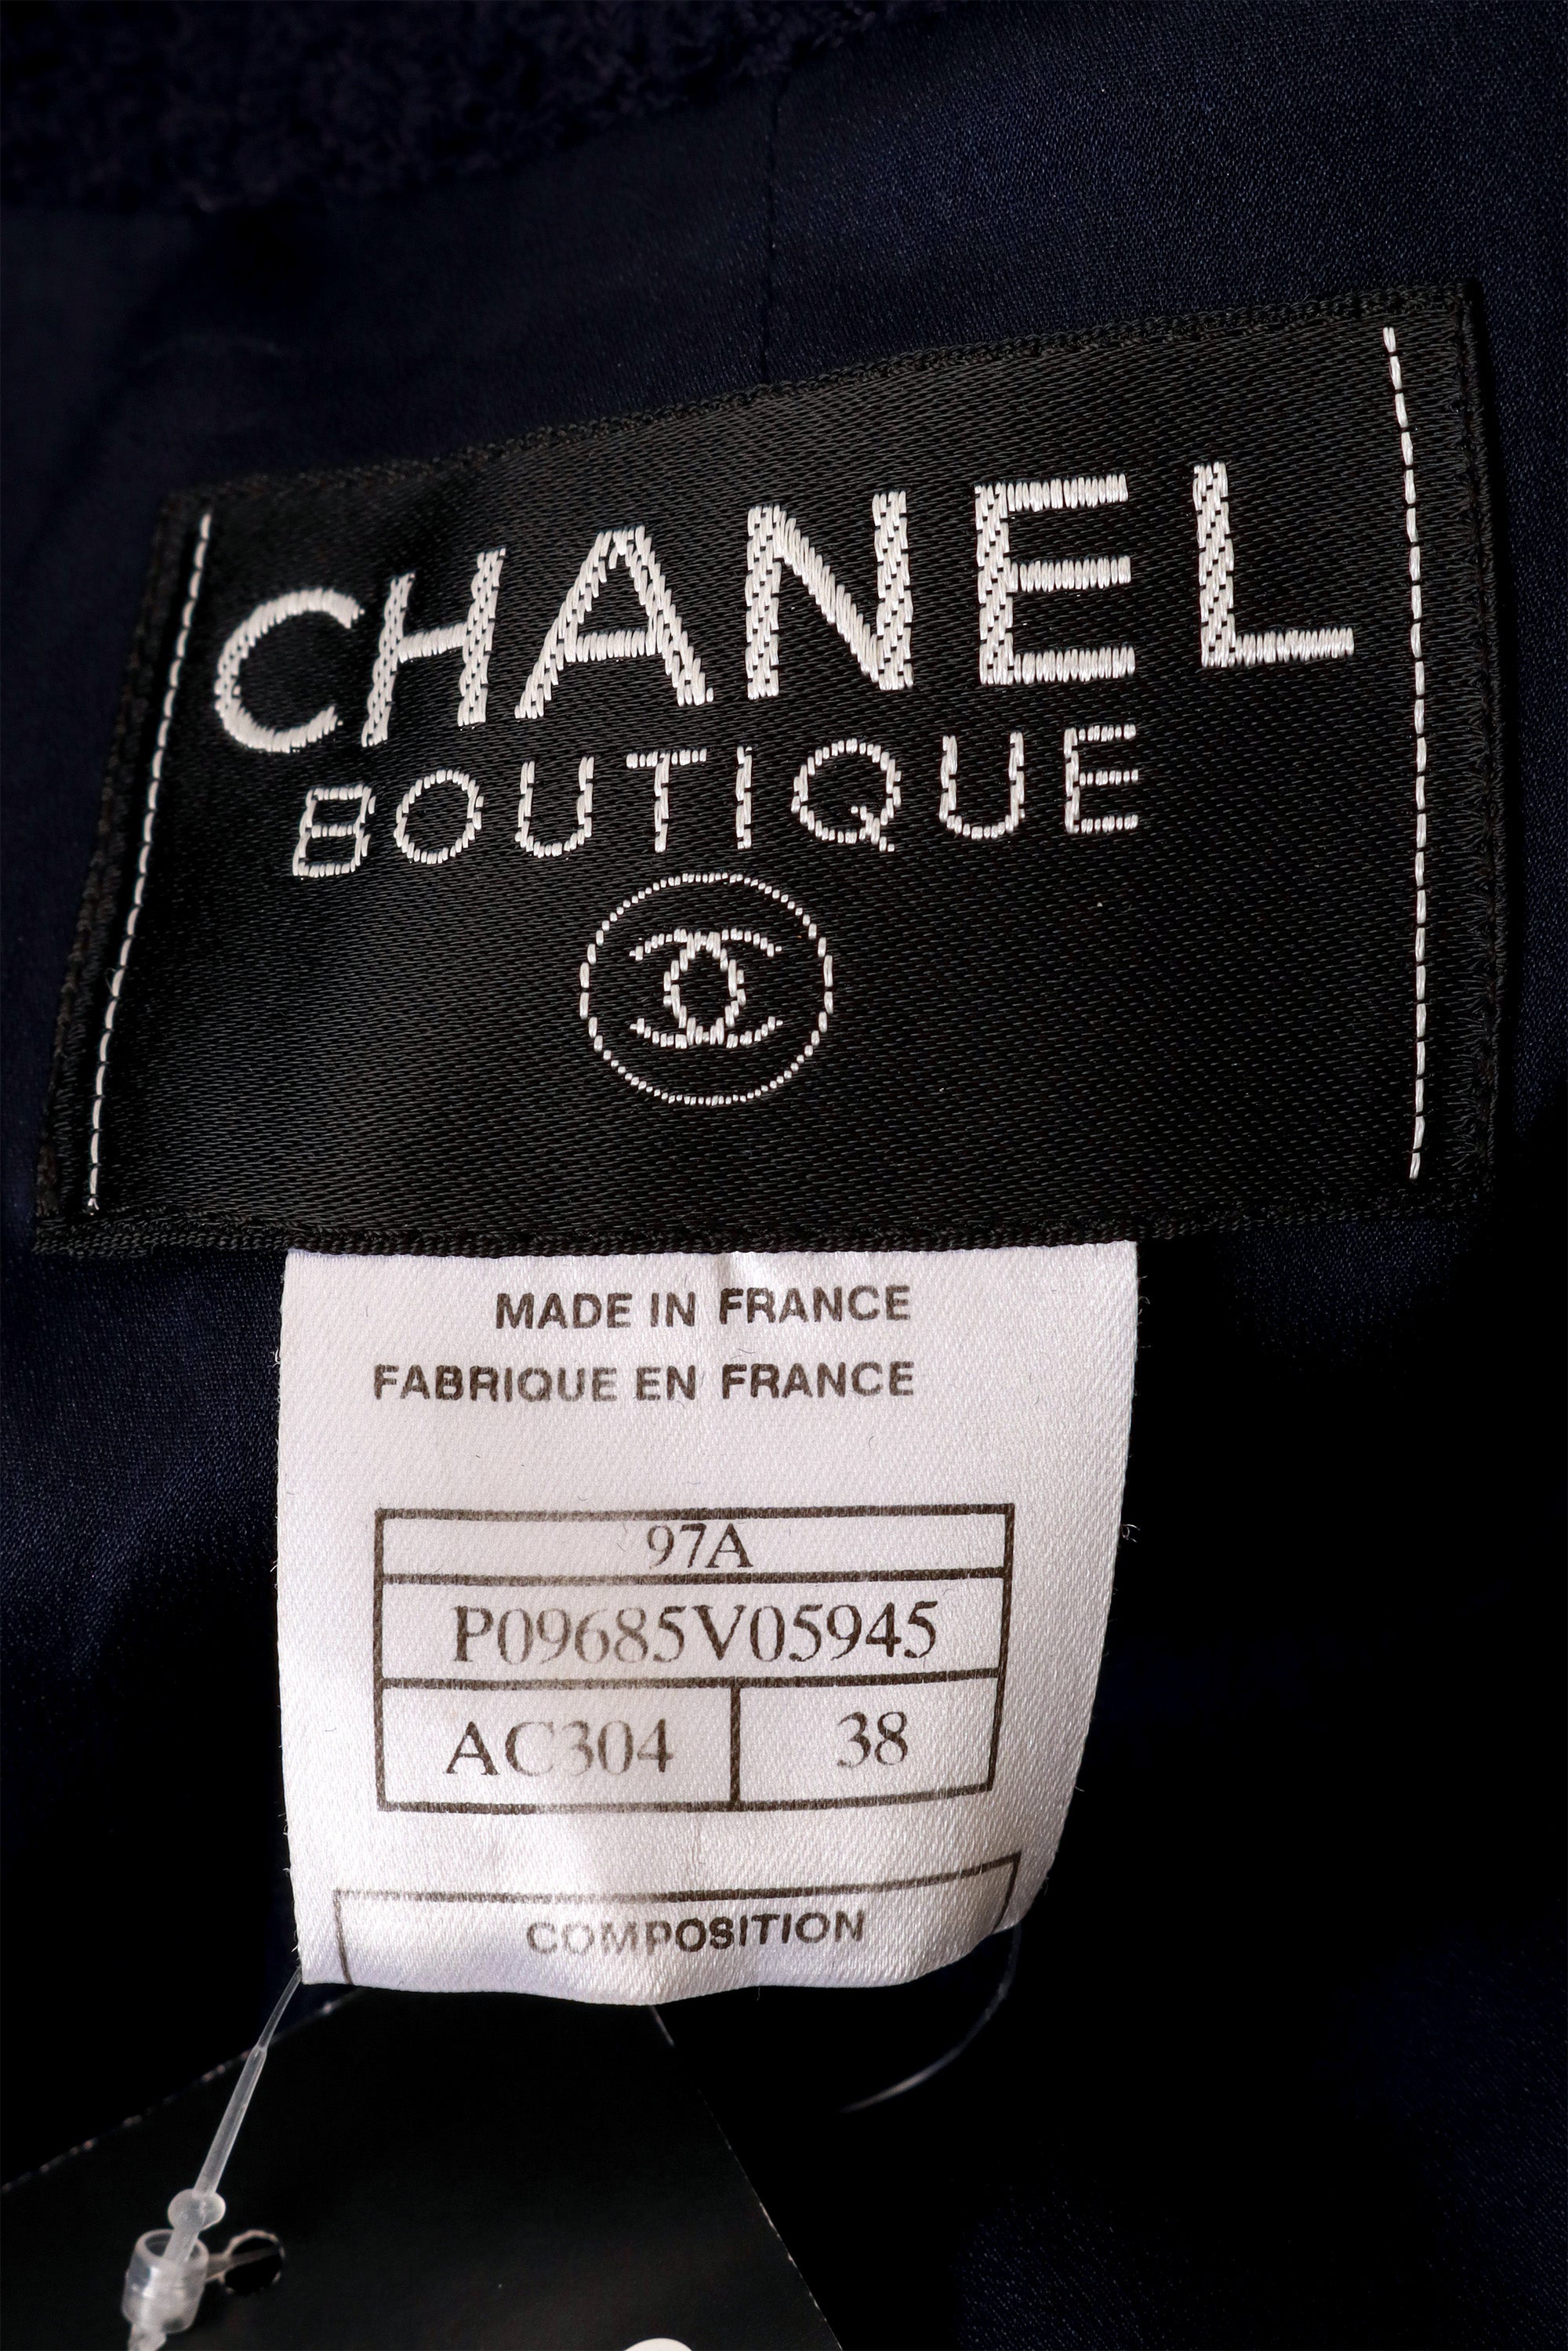 CHANEL
BOUTIQUE
MADE IN FRANCE
FABRIQUE EN FRANCE
97A
P09685V05945
AC304 38
COMPOSITION